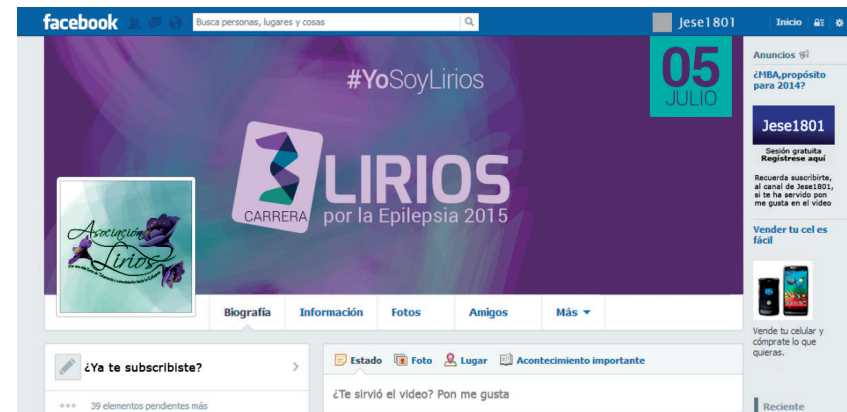 facebook
Busca personas, lugares y cosas
Jese1801
Inicio
#YoSoyLirios
05
JULIO
3 LIRIOS
CARRERA
por la Epilepsia 2015
Asociación
Lirios
Biografía
Información
Fotos
Amigos
Más
¿Ya te subscribiste?
39 elementos pendientes más
Estado
Foto
Lugar
Acontecimiento importante
¿Te sirvió el video? Pon me gusta
Anuncios
¿MBA,propósito
para 2014?
Jese1801
Sesión gratuita
Regístrese aquí
Recuerda suscribirte,
al canal de Jese1801,
si te ha servido pon
me gusta en el video
Vender tu cel es
fácil
Vende tu celular y
cómprate lo que
quieras.
Reciente